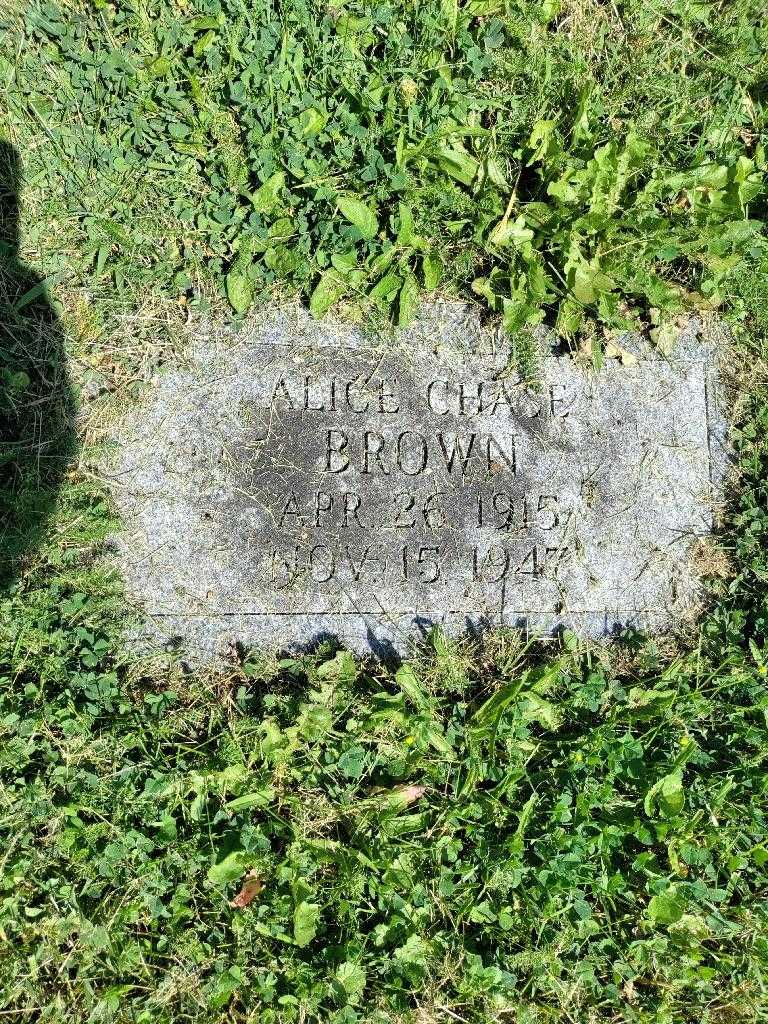 ALICE CHASE
BROWN
APR. 26 1915
NOV. 15 1947